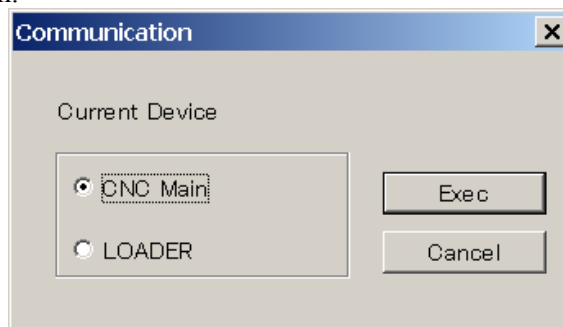 Communication
Current Device
CNC Main
Exec
LOADER
Cancel